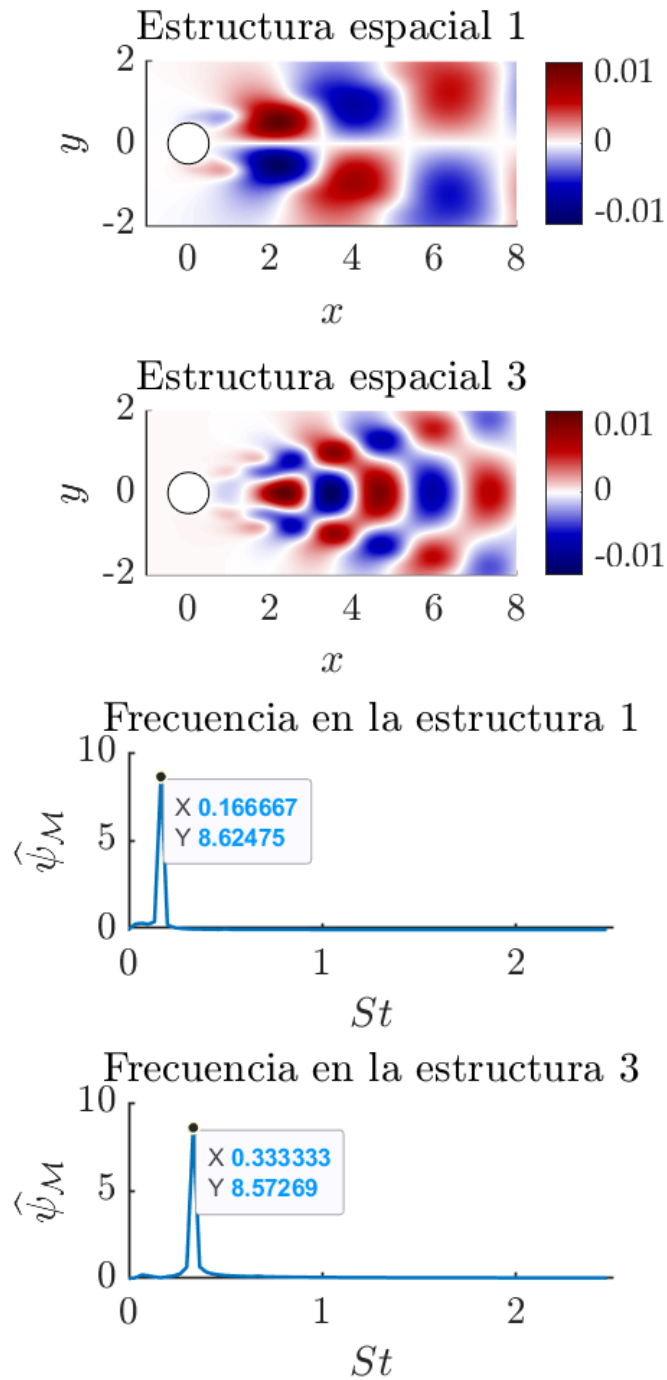 Estructura espacial 1
2
0
-2
y
0 2 4 6 8
x
0.01
0
-0.01
Estructura espacial 3
2
0
-2
y
0 2 4 6 8
x
0.01
0
-0.01
Frecuencia en la estructura 1
10
5
0
ψ̂_ℳ
X 0.166667
Y 8.62475
0 1 2
St
Frecuencia en la estructura 3
10
5
0
ψ̂_ℳ
X 0.333333
Y 8.57269
0 1 2
St